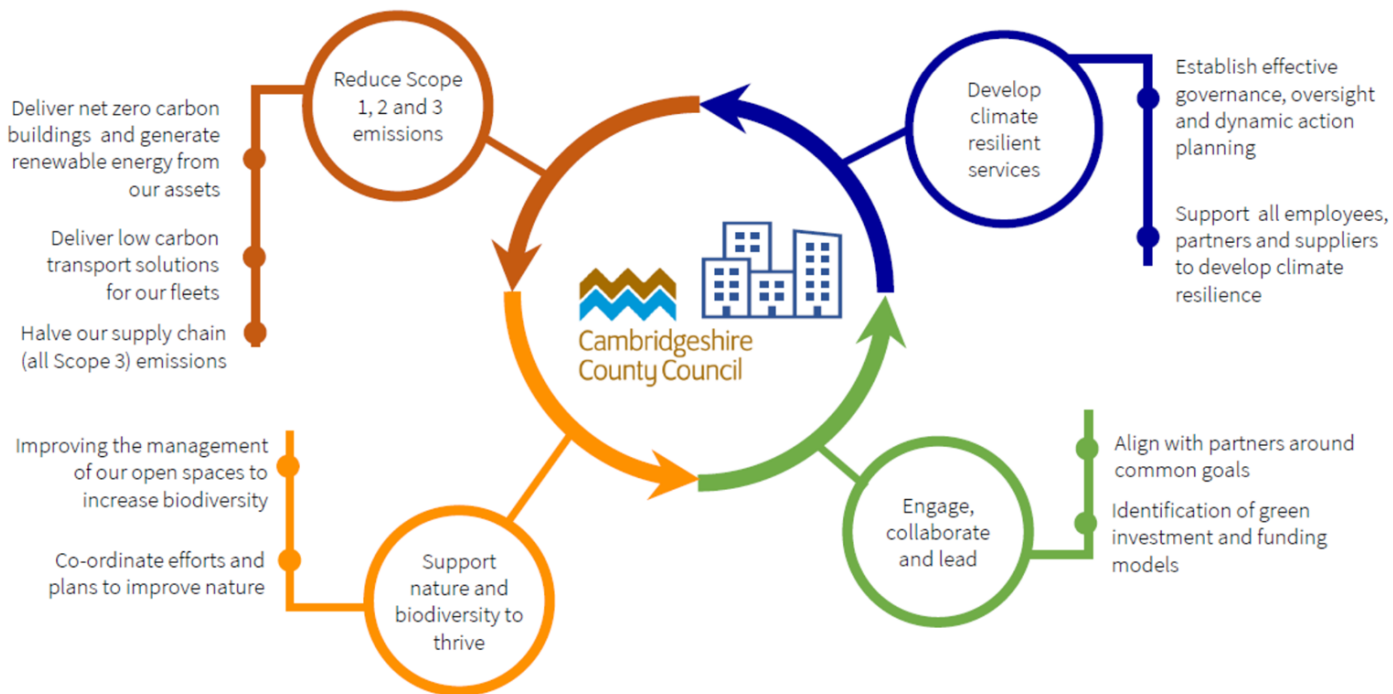 Reduce Scope
1, 2 and 3
emissions
Deliver net zero carbon
buildings and generate
renewable energy from
our assets
Deliver low carbon
transport solutions
for our fleets
Halve our supply chain
(all Scope 3) emissions
Develop
climate
resilient
services
Establish effective
governance, oversight
and dynamic action
planning
Support all employees,
partners and suppliers
to develop climate
resilience
Cambridgeshire
County Council
Improving the management
of our open spaces to
increase biodiversity
Co-ordinate efforts and
plans to improve nature
Support
nature and
biodiversity to
thrive
Engage,
collaborate
and lead
Align with partners around
common goals
Identification of green
investment and funding
models